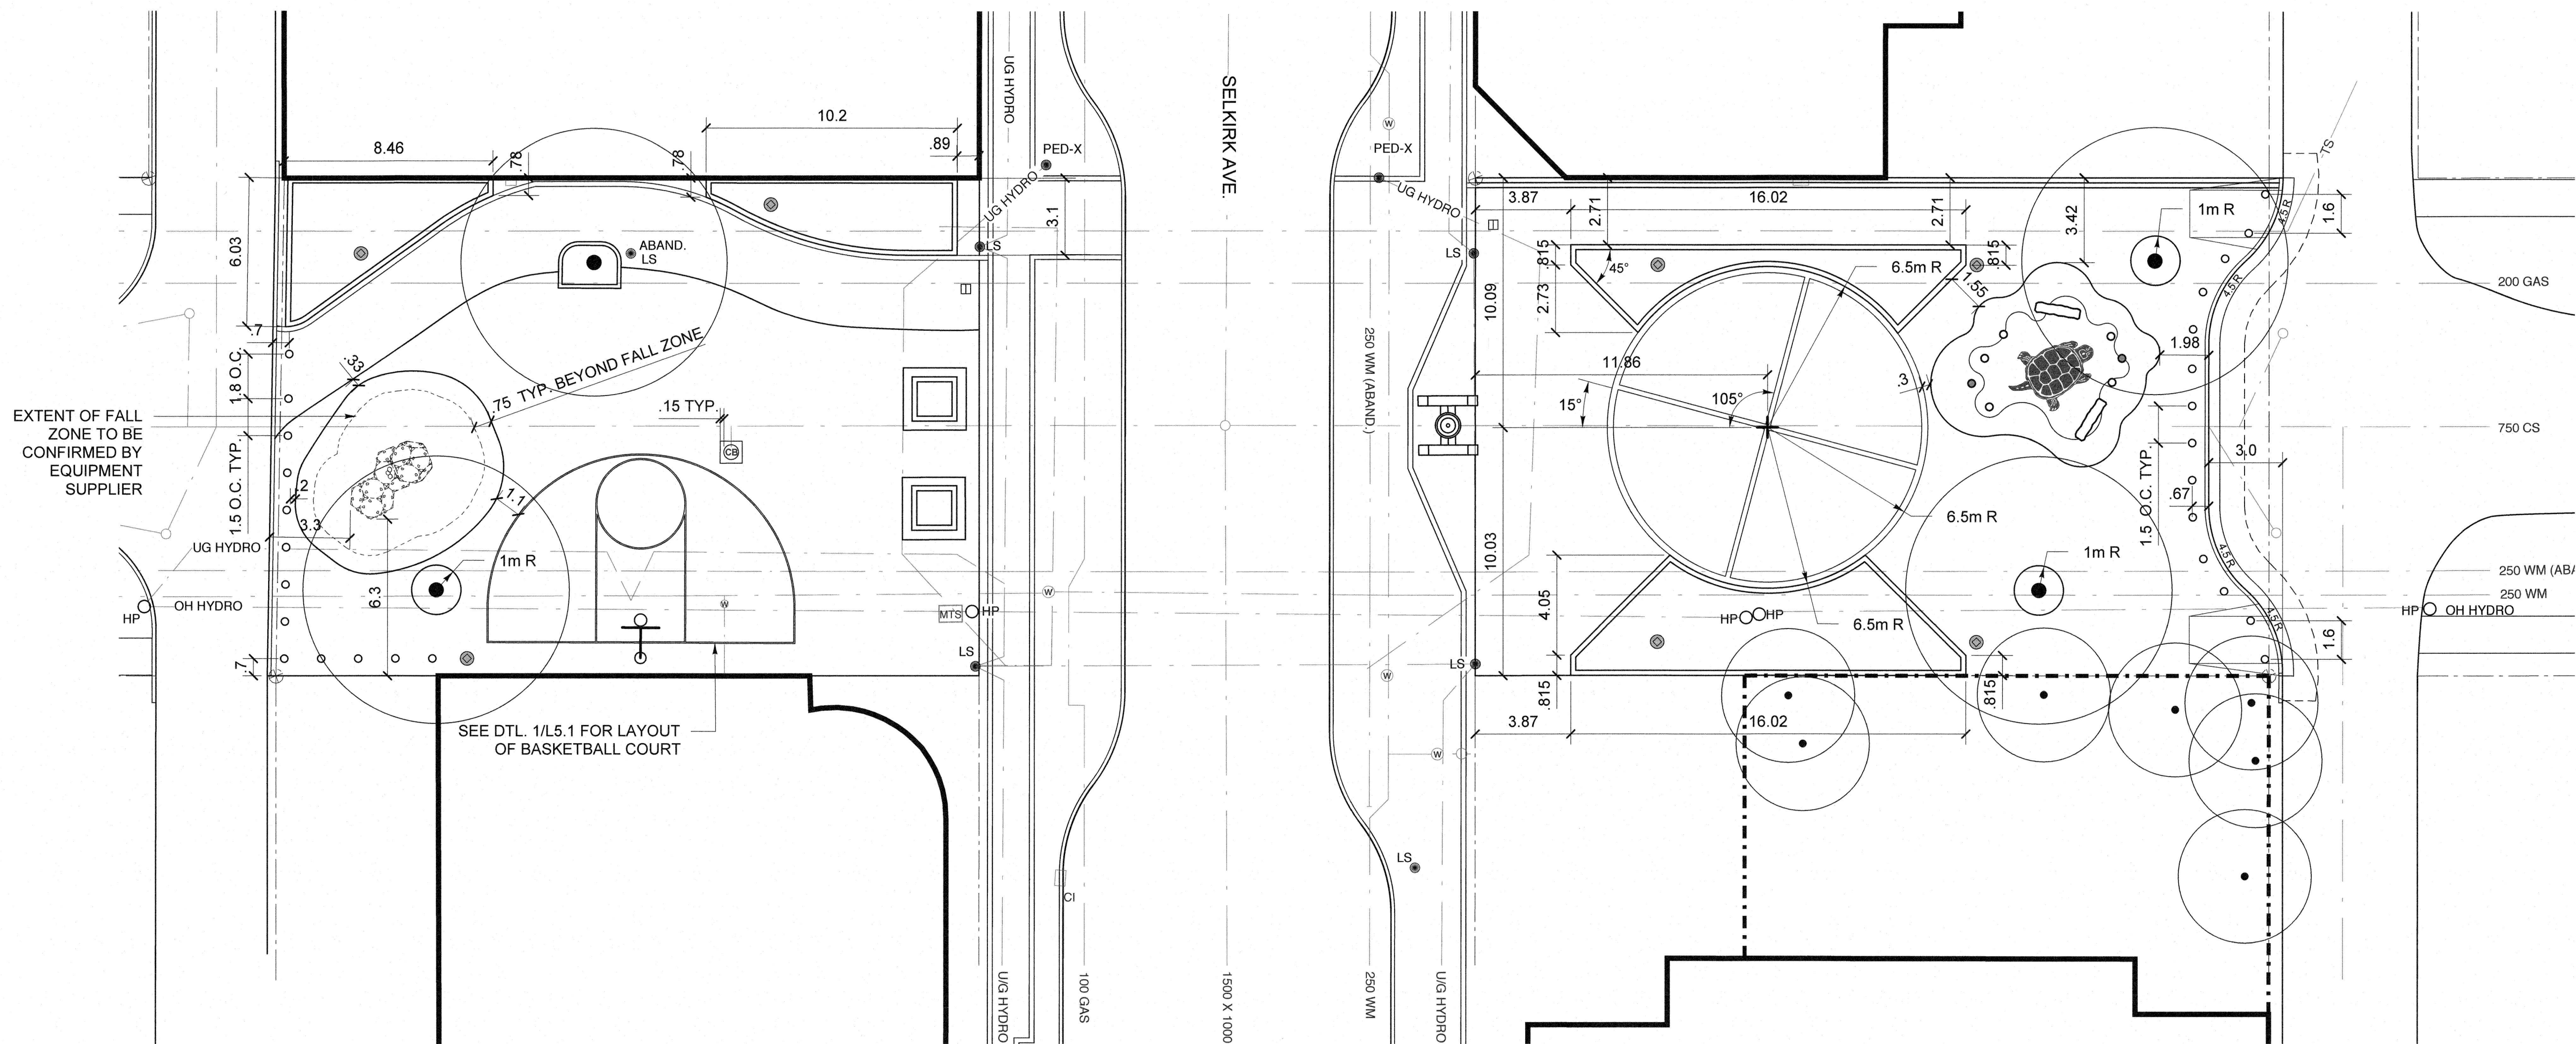 10.2
8.46
.78
.78
.89
UG HYDRO
PED-X
UG HYDRO
3.1
LS
ABAND.
LS
6.03
.7
1.8 O.C.
1.5 O.C. TYP.
.33
.75 TYP. BEYOND FALL ZONE
.15 TYP.
CB
EXTENT OF FALL
ZONE TO BE
CONFIRMED BY
EQUIPMENT
SUPPLIER
.2
3.3
1.1
UG HYDRO
1m R
6.3
HP
OH HYDRO
.7
W
MTS
HP
LS
W
SEE DTL. 1/L5.1 FOR LAYOUT
OF BASKETBALL COURT
CI
U/G HYDRO
100 GAS
SELKIRK AVE.
1500 X 1000
W
PED-X
UG HYDRO
LS
250 WM (ABAND.)
W
W
LS
LS
250 WM
U/G HYDRO
3.87
16.02
2.71
2.71
3.42
1m R
4.5 R
1.6
TS
.815
45°
.815
6.5m R
1.55
10.09
2.73
4.5 R
200 GAS
11.86
15°
105°
.3
1.98
750 CS
3.0
.67
1.5 O.C. TYP.
6.5m R
10.03
1m R
4.5 R
250 WM (ABA
250 WM
HP
OH HYDRO
4.05
HP
HP
6.5m R
4.5 R
1.6
.815
.815
3.87
16.02